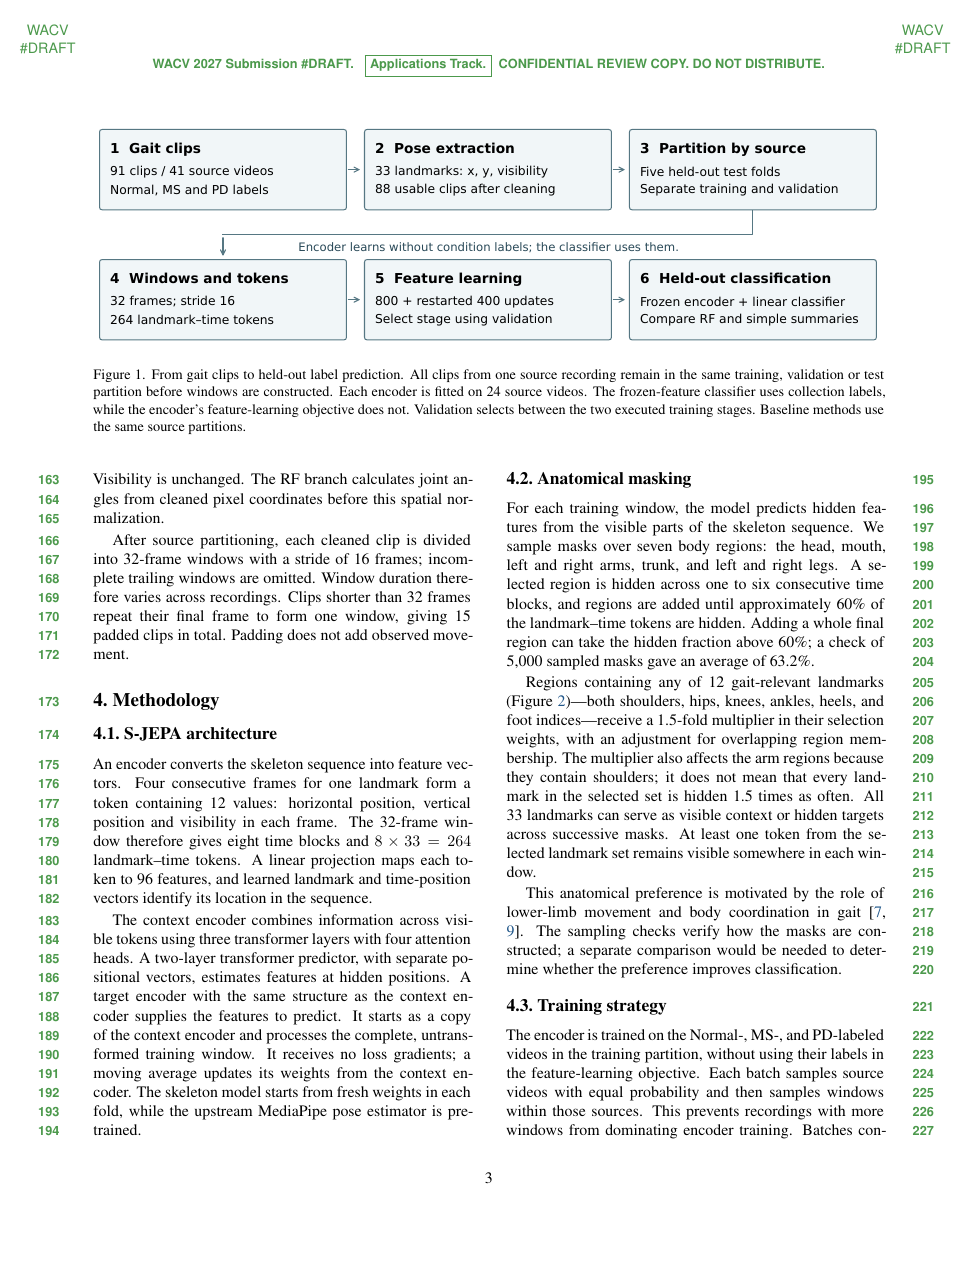 WACV
#DRAFT
WACV
#DRAFT
WACV 2027 Submission #DRAFT. Applications Track. CONFIDENTIAL REVIEW COPY. DO NOT DISTRIBUTE.
1 Gait clips
91 clips / 41 source videos
Normal, MS and PD labels
2 Pose extraction
33 landmarks: x, y, visibility
88 usable clips after cleaning
3 Partition by source
Five held-out test folds
Separate training and validation
Encoder learns without condition labels; the classifier uses them.
4 Windows and tokens
32 frames; stride 16
264 landmark–time tokens
5 Feature learning
800 + restarted 400 updates
Select stage using validation
6 Held-out classification
Frozen encoder + linear classifier
Compare RF and simple summaries
Figure 1. From gait clips to held-out label prediction. All clips from one source recording remain in the same training, validation or test
partition before windows are constructed. Each encoder is fitted on 24 source videos. The frozen-feature classifier uses collection labels,
while the encoder's feature-learning objective does not. Validation selects between the two executed training stages. Baseline methods use
the same source partitions.
163 Visibility is unchanged. The RF branch calculates joint an-
164 gles from cleaned pixel coordinates before this spatial nor-
165 malization.
166 After source partitioning, each cleaned clip is divided
167 into 32-frame windows with a stride of 16 frames; incom-
168 plete trailing windows are omitted. Window duration there-
169 fore varies across recordings. Clips shorter than 32 frames
170 repeat their final frame to form one window, giving 15
171 padded clips in total. Padding does not add observed move-
172 ment.
173 4. Methodology
174 4.1. S-JEPA architecture
175 An encoder converts the skeleton sequence into feature vec-
176 tors. Four consecutive frames for one landmark form a
177 token containing 12 values: horizontal position, vertical
178 position and visibility in each frame. The 32-frame win-
179 dow therefore gives eight time blocks and 8 × 33 = 264
180 landmark–time tokens. A linear projection maps each to-
181 ken to 96 features, and learned landmark and time-position
182 vectors identify its location in the sequence.
183 The context encoder combines information across visi-
184 ble tokens using three transformer layers with four attention
185 heads. A two-layer transformer predictor, with separate po-
186 sitional vectors, estimates features at hidden positions. A
187 target encoder with the same structure as the context en-
188 coder supplies the features to predict. It starts as a copy
189 of the context encoder and processes the complete, untrans-
190 formed training window. It receives no loss gradients; a
191 moving average updates its weights from the context en-
192 coder. The skeleton model starts from fresh weights in each
193 fold, while the upstream MediaPipe pose estimator is pre-
194 trained.
4.2. Anatomical masking 195
For each training window, the model predicts hidden fea- 196
tures from the visible parts of the skeleton sequence. We 197
sample masks over seven body regions: the head, mouth, 198
left and right arms, trunk, and left and right legs. A se- 199
lected region is hidden across one to six consecutive time 200
blocks, and regions are added until approximately 60% of 201
the landmark–time tokens are hidden. Adding a whole final 202
region can take the hidden fraction above 60%; a check of 203
5,000 sampled masks gave an average of 63.2%. 204
Regions containing any of 12 gait-relevant landmarks 205
(Figure 2)—both shoulders, hips, knees, ankles, heels, and 206
foot indices—receive a 1.5-fold multiplier in their selection 207
weights, with an adjustment for overlapping region mem- 208
bership. The multiplier also affects the arm regions because 209
they contain shoulders; it does not mean that every land- 210
mark in the selected set is hidden 1.5 times as often. All 211
33 landmarks can serve as visible context or hidden targets 212
across successive masks. At least one token from the se- 213
lected landmark set remains visible somewhere in each win- 214
dow. 215
This anatomical preference is motivated by the role of 216
lower-limb movement and body coordination in gait [7, 217
9]. The sampling checks verify how the masks are con- 218
structed; a separate comparison would be needed to deter- 219
mine whether the preference improves classification. 220
4.3. Training strategy 221
The encoder is trained on the Normal-, MS-, and PD-labeled 222
videos in the training partition, without using their labels in 223
the feature-learning objective. Each batch samples source 224
videos with equal probability and then samples windows 225
within those sources. This prevents recordings with more 226
windows from dominating encoder training. Batches con- 227
3